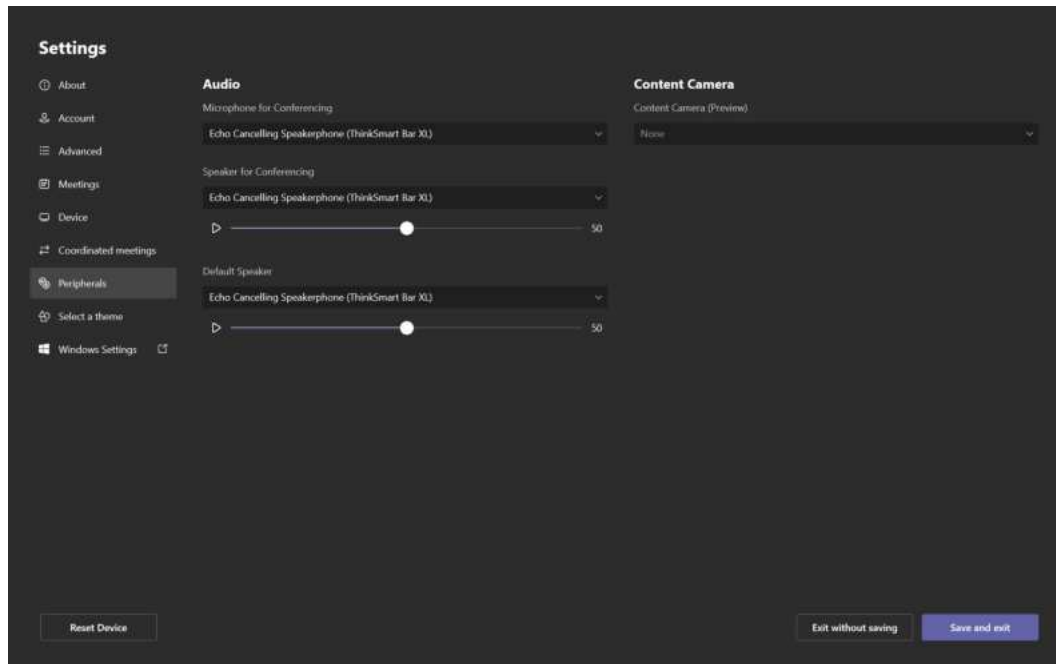 Settings
About
Account
Advanced
Meetings
Device
Coordinated meetings
Peripherals
Select a theme
Windows Settings
Audio
Microphone for Conferencing
Echo Cancelling Speakerphone (ThinkSmart Bar XL)
Speaker for Conferencing
Echo Cancelling Speakerphone (ThinkSmart Bar XL)
50
Default Speaker
Echo Cancelling Speakerphone (ThinkSmart Bar XL)
50
Content Camera
Content Camera (Preview)
None
Reset Device
Exit without saving
Save and exit